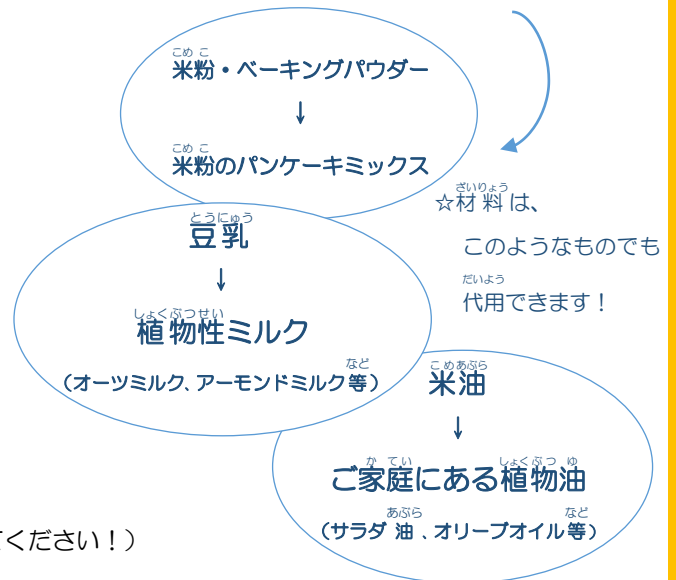 米粉・ベーキングパウダー
↓
米粉のパンケーキミックス
☆材料は、
このようなものでも
代用できます！
豆乳
↓
植物性ミルク
（オーツミルク、アーモンドミルク等）
米油
↓
ご家庭にある植物油
（サラダ油、オリーブオイル等）
てください！）